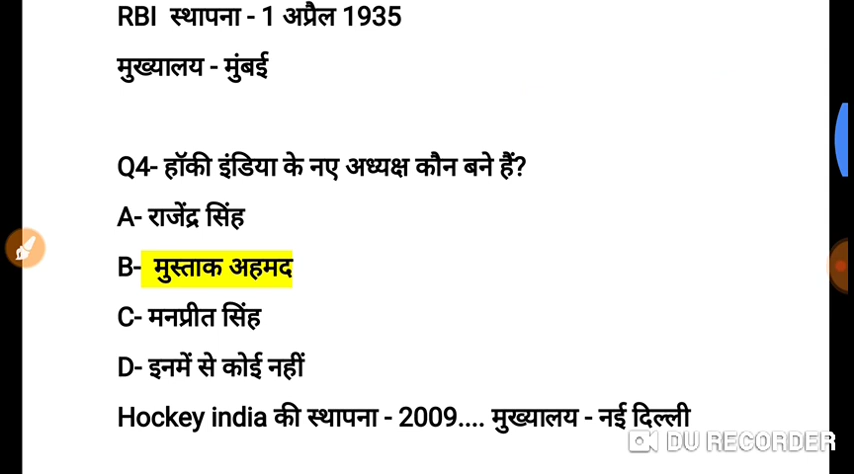 RBI स्थापना - 1 अप्रैल 1935
मुख्यालय - मुंबई
Q4- हॉकी इंडिया के नए अध्यक्ष कौन बने हैं?
A- राजेंद्र सिंह
B- मुस्ताक अहमद
C- मनप्रीत सिंह
D- इनमें से कोई नहीं
Hockey india की स्थापना - 2009.... मुख्यालय - नई दिल्ली
DU RECORDER